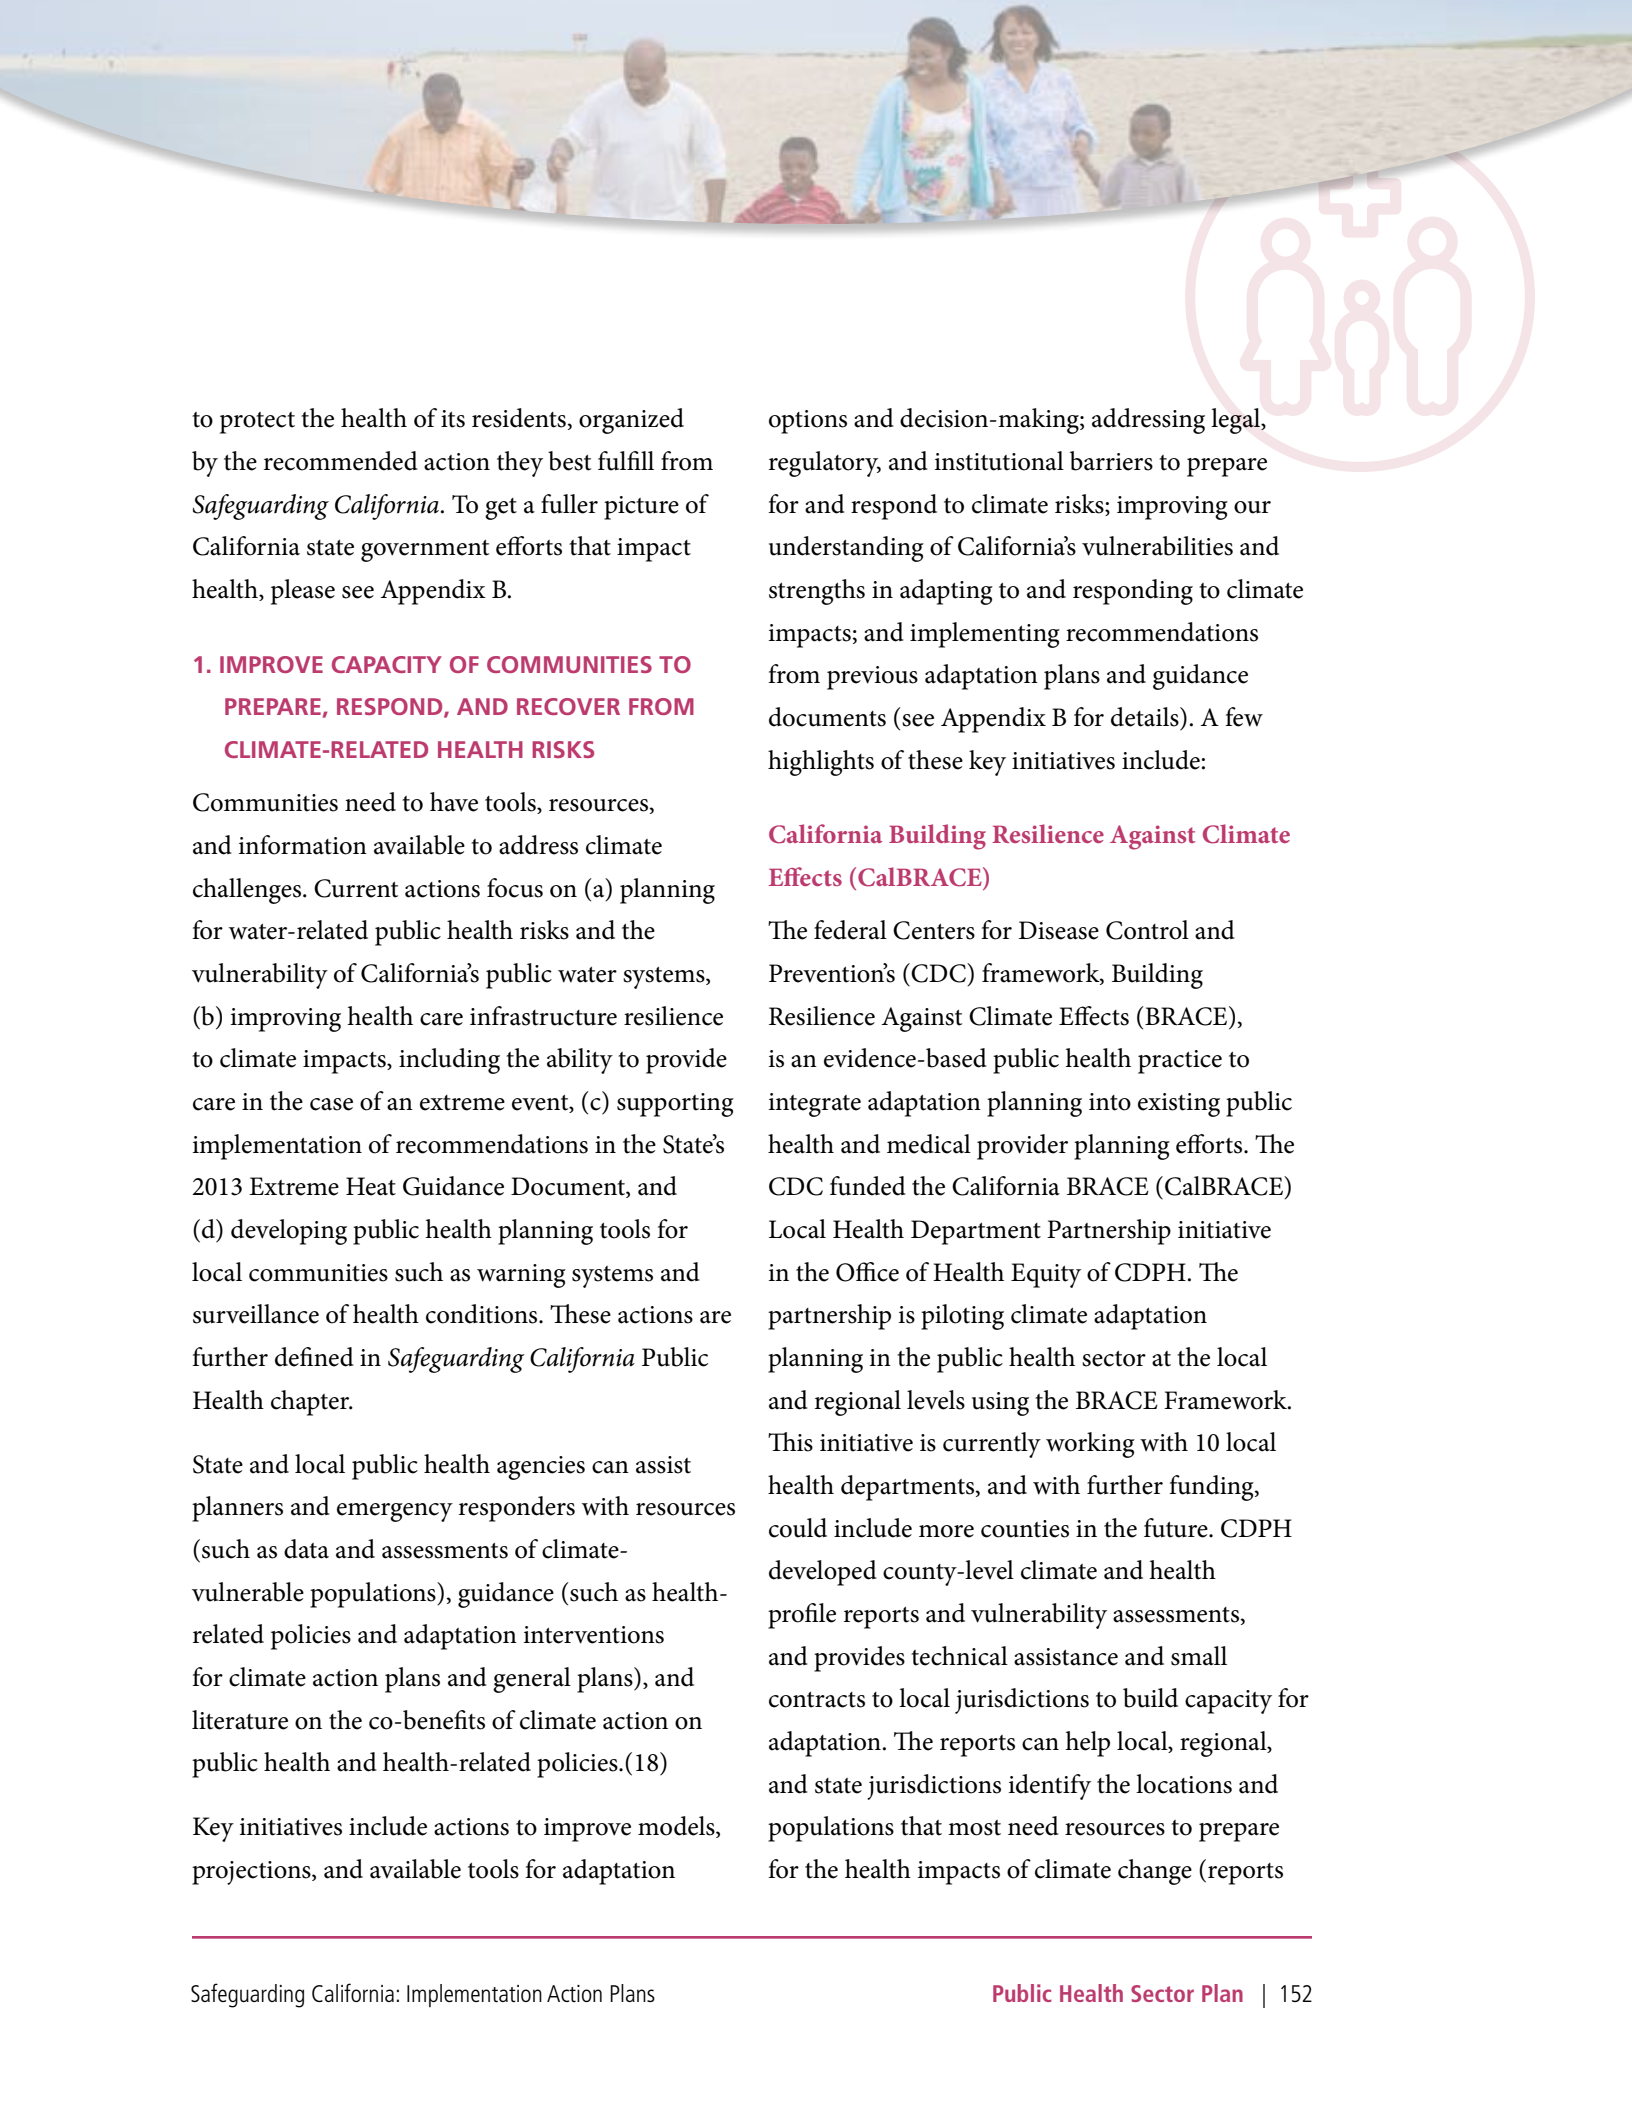 to protect the health of its residents, organized
by the recommended action they best fulfill from
Safeguarding California. To get a fuller picture of
California state government efforts that impact
health, please see Appendix B.
1. IMPROVE CAPACITY OF COMMUNITIES TO
PREPARE, RESPOND, AND RECOVER FROM
CLIMATE-RELATED HEALTH RISKS
Communities need to have tools, resources,
and information available to address climate
challenges. Current actions focus on (a) planning
for water-related public health risks and the
vulnerability of California’s public water systems,
(b) improving health care infrastructure resilience
to climate impacts, including the ability to provide
care in the case of an extreme event, (c) supporting
implementation of recommendations in the State’s
2013 Extreme Heat Guidance Document, and
(d) developing public health planning tools for
local communities such as warning systems and
surveillance of health conditions. These actions are
further defined in Safeguarding California Public
Health chapter.
State and local public health agencies can assist
planners and emergency responders with resources
(such as data and assessments of climate-
vulnerable populations), guidance (such as health-
related policies and adaptation interventions
for climate action plans and general plans), and
literature on the co-benefits of climate action on
public health and health-related policies.(18)
Key initiatives include actions to improve models,
projections, and available tools for adaptation
options and decision-making; addressing legal,
regulatory, and institutional barriers to prepare
for and respond to climate risks; improving our
understanding of California’s vulnerabilities and
strengths in adapting to and responding to climate
impacts; and implementing recommendations
from previous adaptation plans and guidance
documents (see Appendix B for details). A few
highlights of these key initiatives include:
California Building Resilience Against Climate
Effects (CalBRACE)
The federal Centers for Disease Control and
Prevention’s (CDC) framework, Building
Resilience Against Climate Effects (BRACE),
is an evidence-based public health practice to
integrate adaptation planning into existing public
health and medical provider planning efforts. The
CDC funded the California BRACE (CalBRACE)
Local Health Department Partnership initiative
in the Office of Health Equity of CDPH. The
partnership is piloting climate adaptation
planning in the public health sector at the local
and regional levels using the BRACE Framework.
This initiative is currently working with 10 local
health departments, and with further funding,
could include more counties in the future. CDPH
developed county-level climate and health
profile reports and vulnerability assessments,
and provides technical assistance and small
contracts to local jurisdictions to build capacity for
adaptation. The reports can help local, regional,
and state jurisdictions identify the locations and
populations that most need resources to prepare
for the health impacts of climate change (reports
Safeguarding California: Implementation Action Plans
Public Health Sector Plan | 152